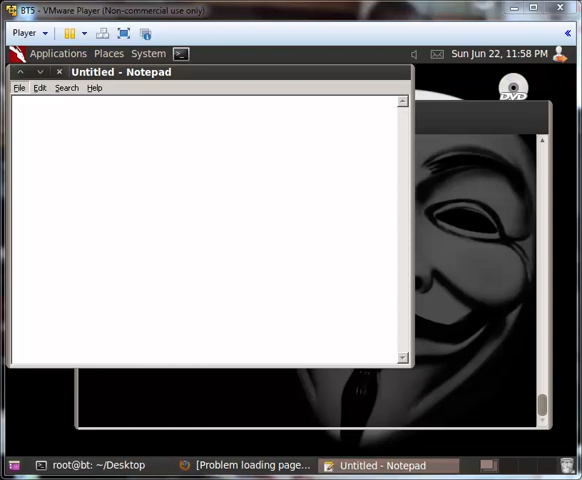 BT5 - VMware Player (Non-commercial use only)
Player
Applications Places System
Sun Jun 22, 11:58 PM
Untitled - Notepad
File Edit Search Help
DVD
root@bt: ~/Desktop
[Problem loading page...
Untitled - Notepad